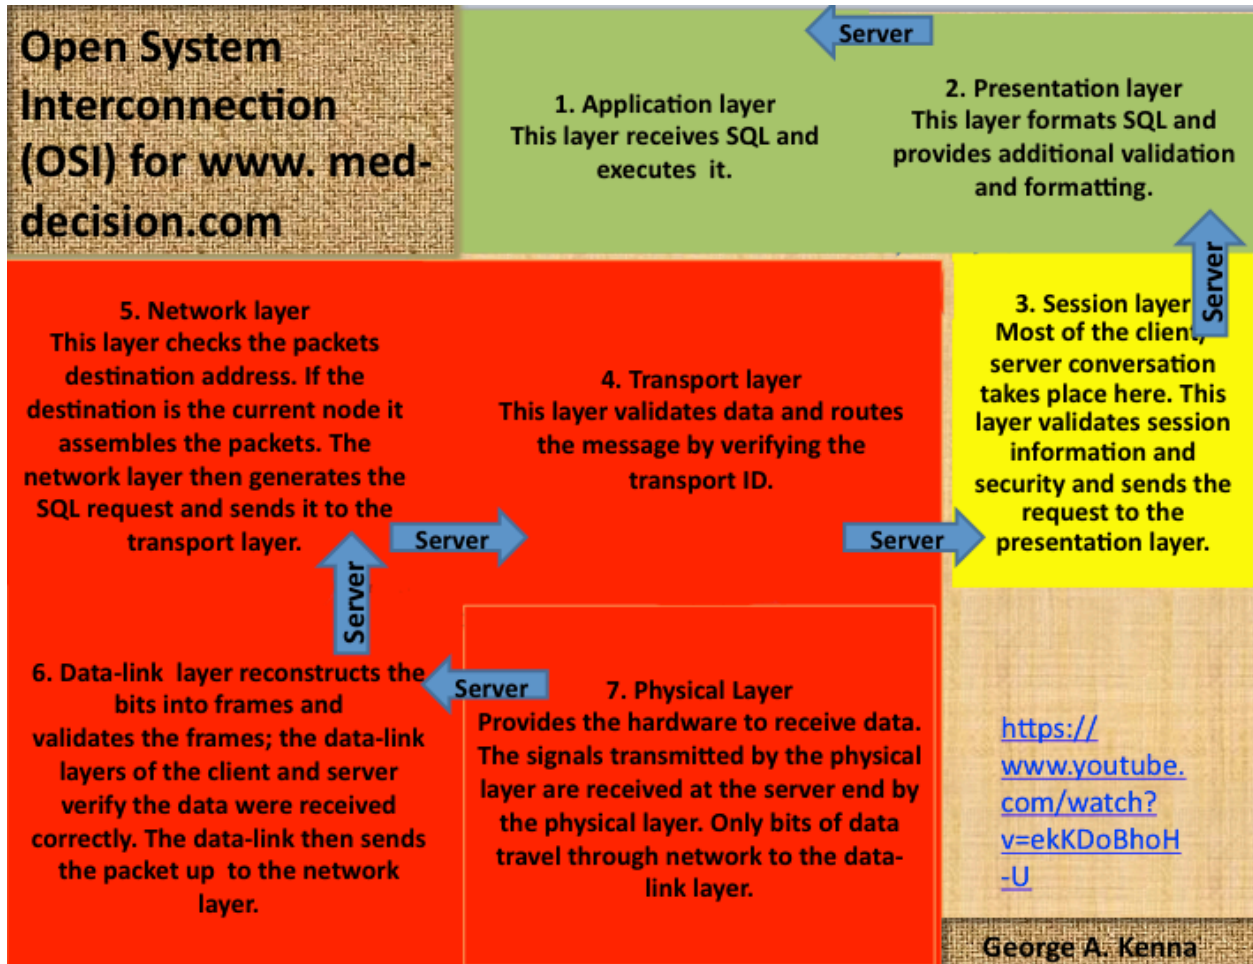 Open System
Interconnection
(OSI) for www. med-
decision.com
Server
1. Application layer
This layer receives SQL and
executes it.
2. Presentation layer
This layer formats SQL and
provides additional validation
and formatting.
Server
3. Session layer
Most of the client/
server conversation
takes place here. This
layer validates session
information and
security and sends the
request to the
presentation layer.
5. Network layer
This layer checks the packets
destination address. If the
destination is the current node it
assembles the packets. The
network layer then generates the
SQL request and sends it to the
transport layer.
Server
4. Transport layer
This layer validates data and routes
the message by verifying the
transport ID.
Server
Server
6. Data-link layer reconstructs the
bits into frames and
validates the frames; the data-link
layers of the client and server
verify the data were received
correctly. The data-link then sends
the packet up to the network
layer.
Server
7. Physical Layer
Provides the hardware to receive data.
The signals transmitted by the physical
layer are received at the server end by
the physical layer. Only bits of data
travel through network to the data-
link layer.
https://
www.youtube.
com/watch?
v=ekKDoBhoH
-U
George A. Kenna